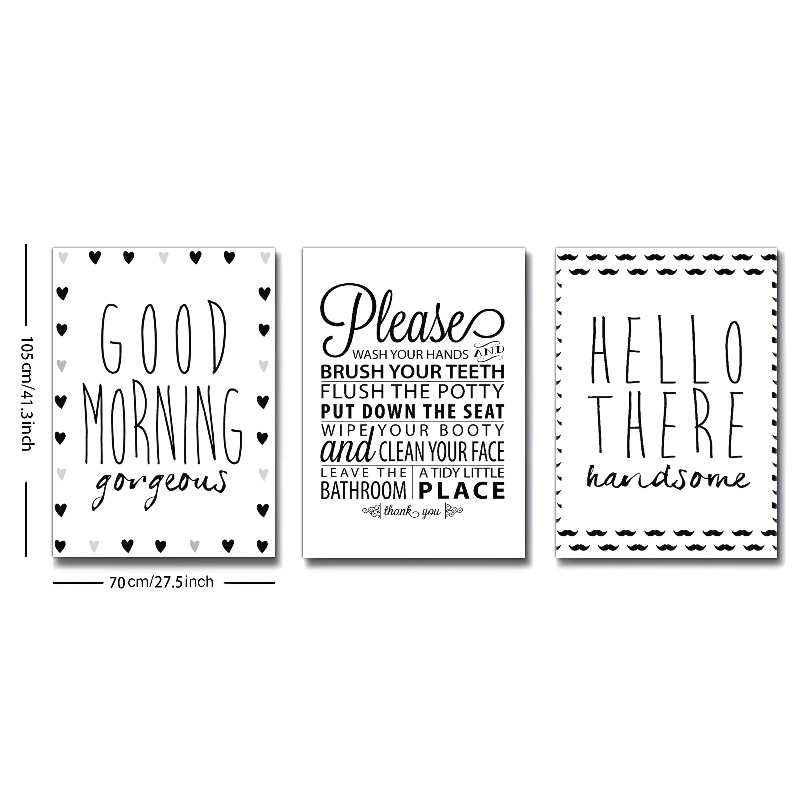 105cm/41.3inch
GOOD
MORNING
gorgeous
70cm/27.5inch
Please
WASH YOUR HANDS AND
BRUSH YOUR TEETH
FLUSH THE POTTY
PUT DOWN THE SEAT
WIPE YOUR BOOTY
and CLEAN YOUR FACE
LEAVE THE
BATHROOM
A TIDY LITTLE
PLACE
thank you
HELLO
THERE
handsome